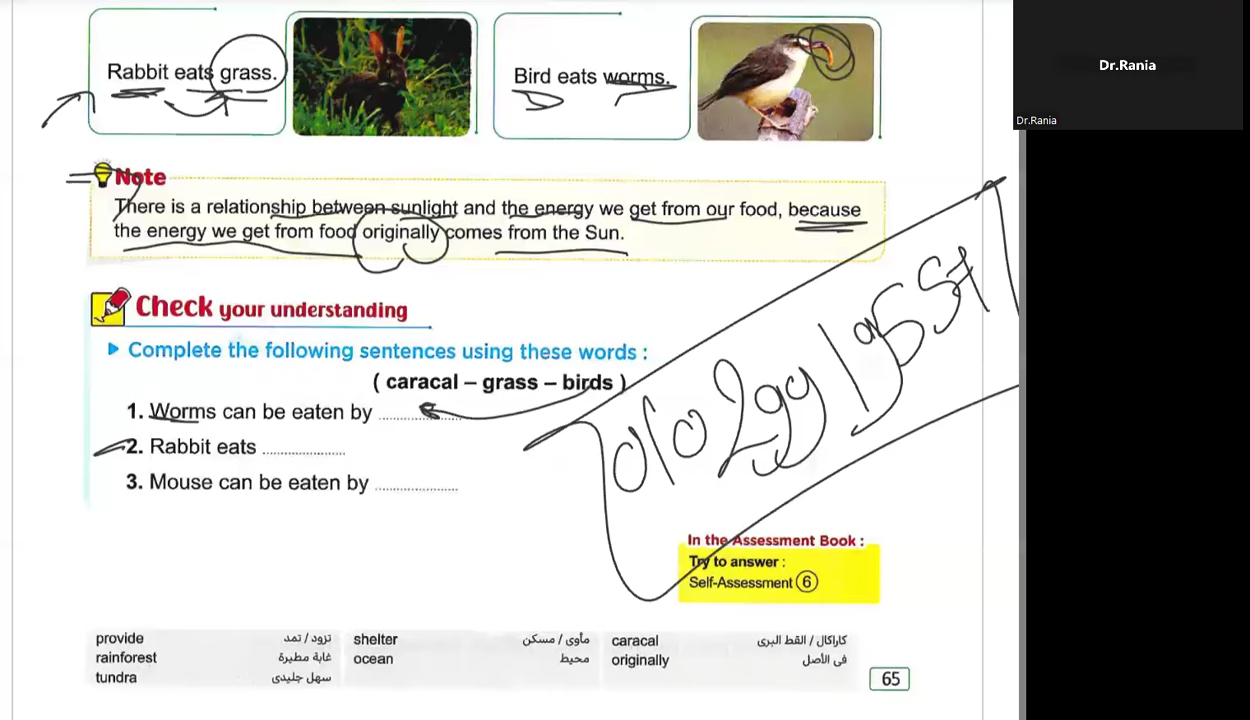 Rabbit eats grass.
Bird eats worms.
Dr.Rania
Dr.Rania
Note
There is a relationship between sunlight and the energy we get from our food, because
the energy we get from food originally comes from the Sun.
Check your understanding
Complete the following sentences using these words :
( caracal – grass – birds )
1. Worms can be eaten by ....................
2. Rabbit eats ....................
3. Mouse can be eaten by ....................
In the Assessment Book :
Try to answer :
Self-Assessment 6
provide تزود / تمد
rainforest غابة مطيرة
tundra سهل جليدى
shelter مأوى / مسكن
ocean محيط
caracal كاراكال / القط البرى
originally فى الأصل
65